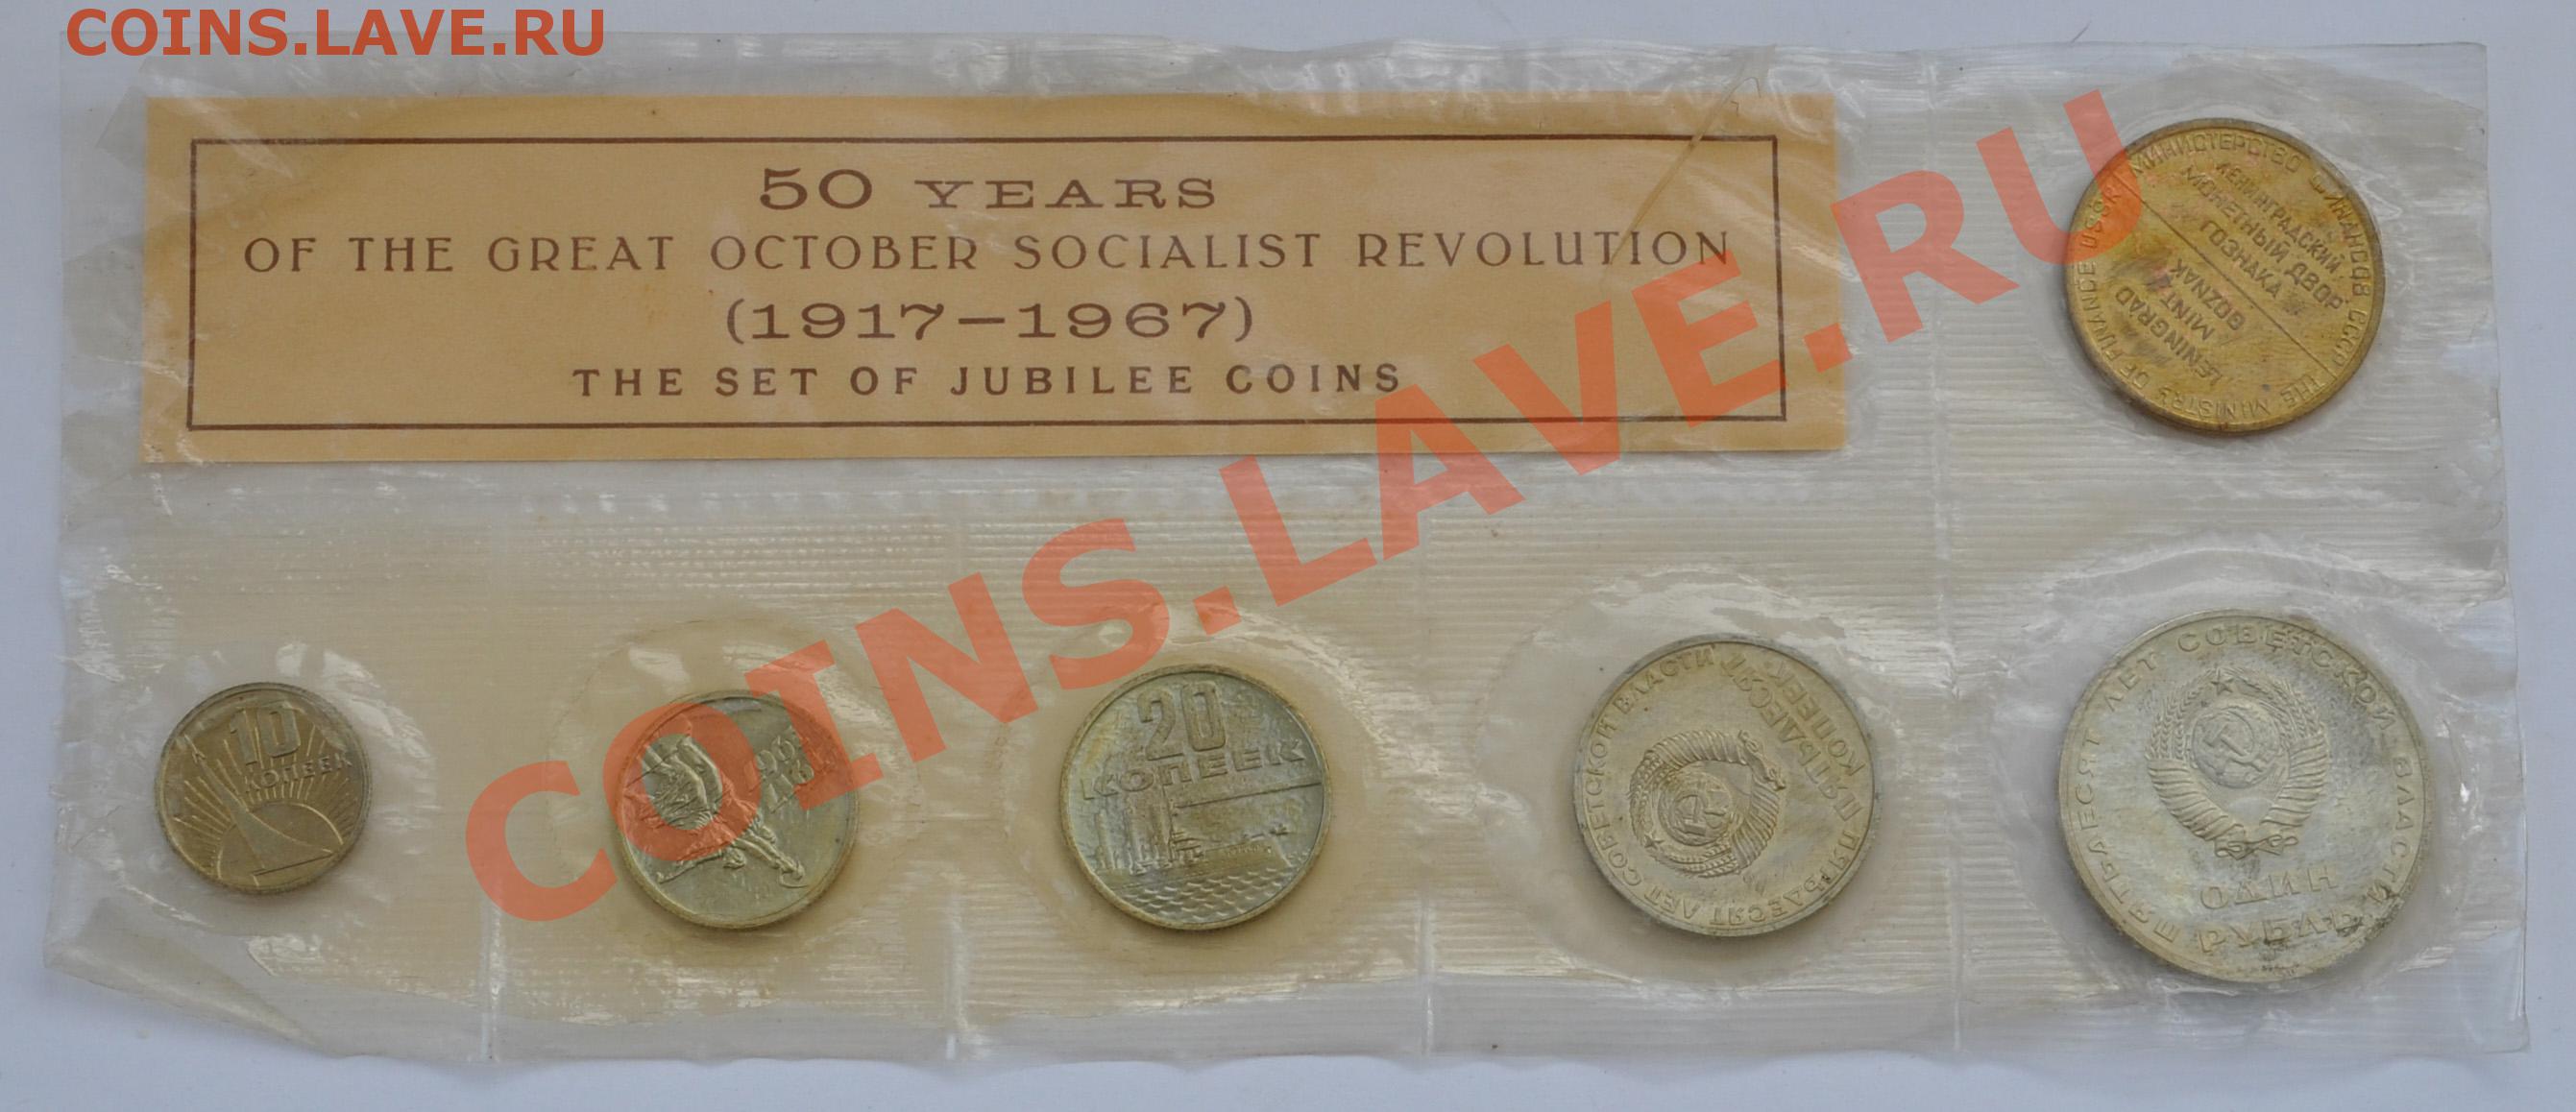 COINS.LAVE.RU
50 YEARS
OF THE GREAT OCTOBER SOCIALIST REVOLUTION
(1917–1967)
THE SET OF JUBILEE COINS
МИНИСТЕРСТВО ФИНАНСОВ СССР
ЛЕНИНГРАДСКИЙ
МОНЕТНЫЙ ДВОР
ГОЗНАКА
THE MINISTRY OF FINANCE USSR
LENINGRAD
MINT
GOZNAK
COINS.LAVE.RU
10
КОПЕЕК
20
КОПЕЕК
ПЯТЬДЕСЯТ ЛЕТ СОВЕТСКОЙ ВЛАСТИ
ПЯТЬДЕСЯТ
КОПЕЕК
ПЯТЬДЕСЯТ ЛЕТ СОВЕТСКОЙ ВЛАСТИ
ОДИН
РУБЛЬ